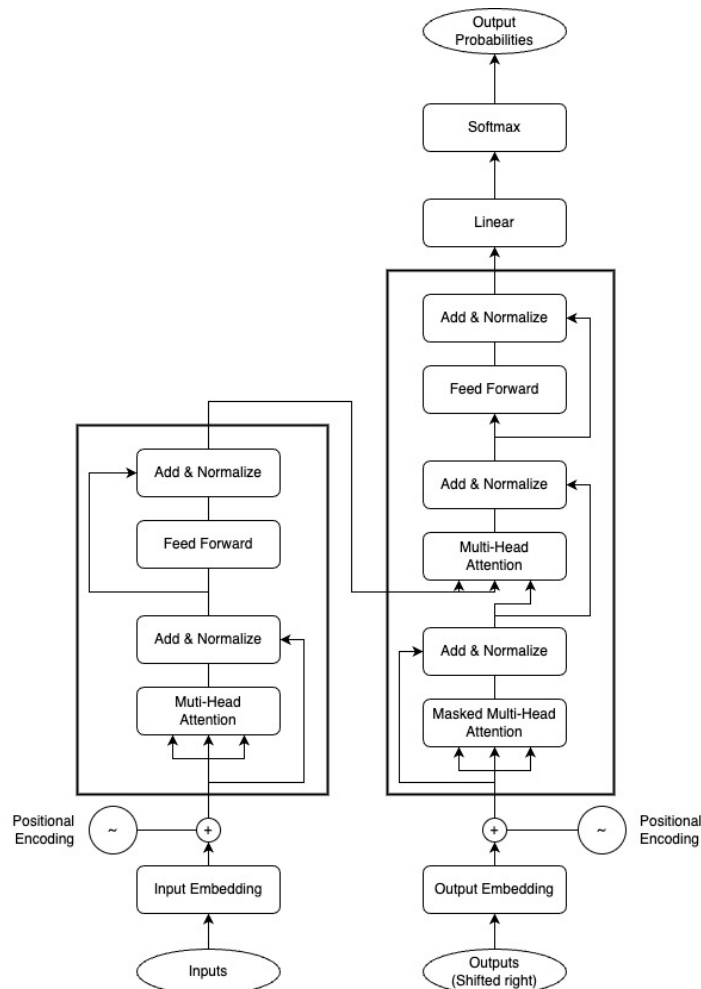 Output
Probabilities
Softmax
Linear
Add & Normalize
Feed Forward
Add & Normalize
Multi-Head
Attention
Add & Normalize
Masked Multi-Head
Attention
Add & Normalize
Feed Forward
Add & Normalize
Muti-Head
Attention
Positional
Encoding
~
+
Input Embedding
Inputs
+
~
Positional
Encoding
Output Embedding
Outputs
(Shifted right)